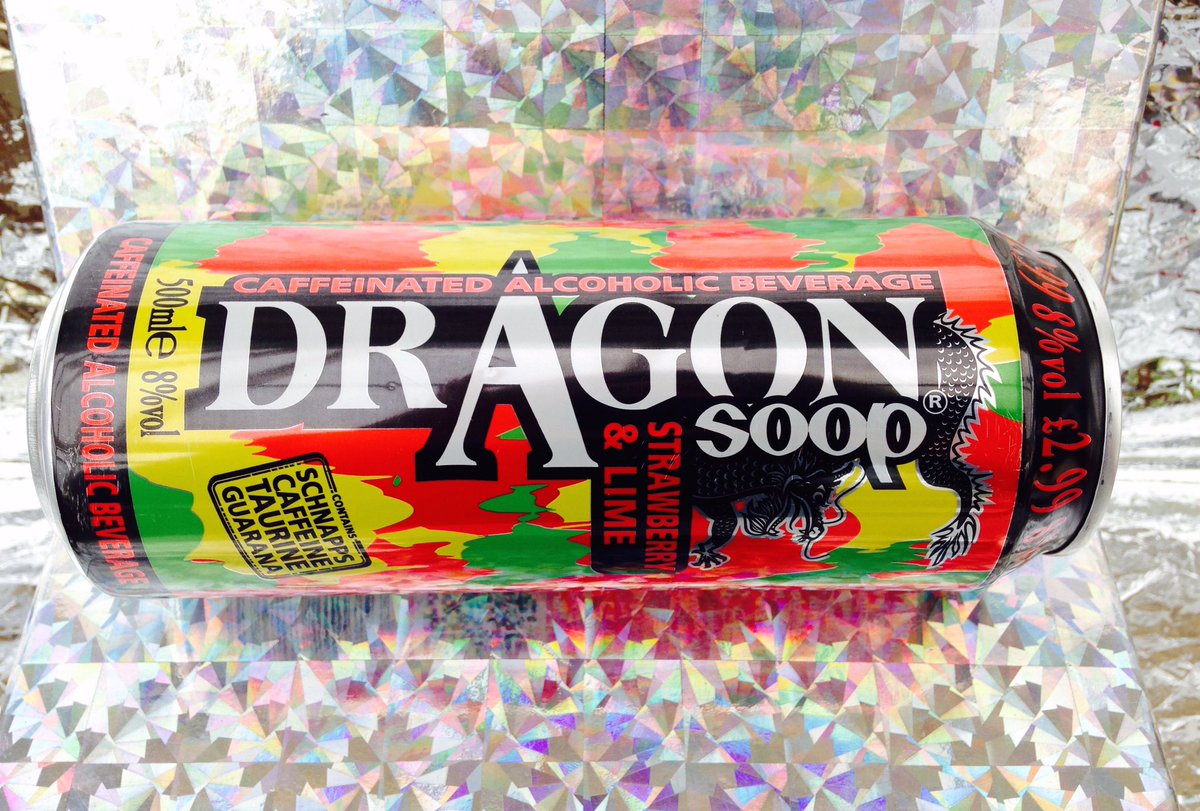 CAFFEINATED ALCOHOLIC BEVERAGE
DRAGON
soop®
STRAWBERRY
& LIME
500mle 8%vol
CAFFEINATED ALCOHOLIC BEVERAGE
CONTAINS
SCHNAPPS
CAFFEINE
TAURINE
GUARANA
8%vol £2.99